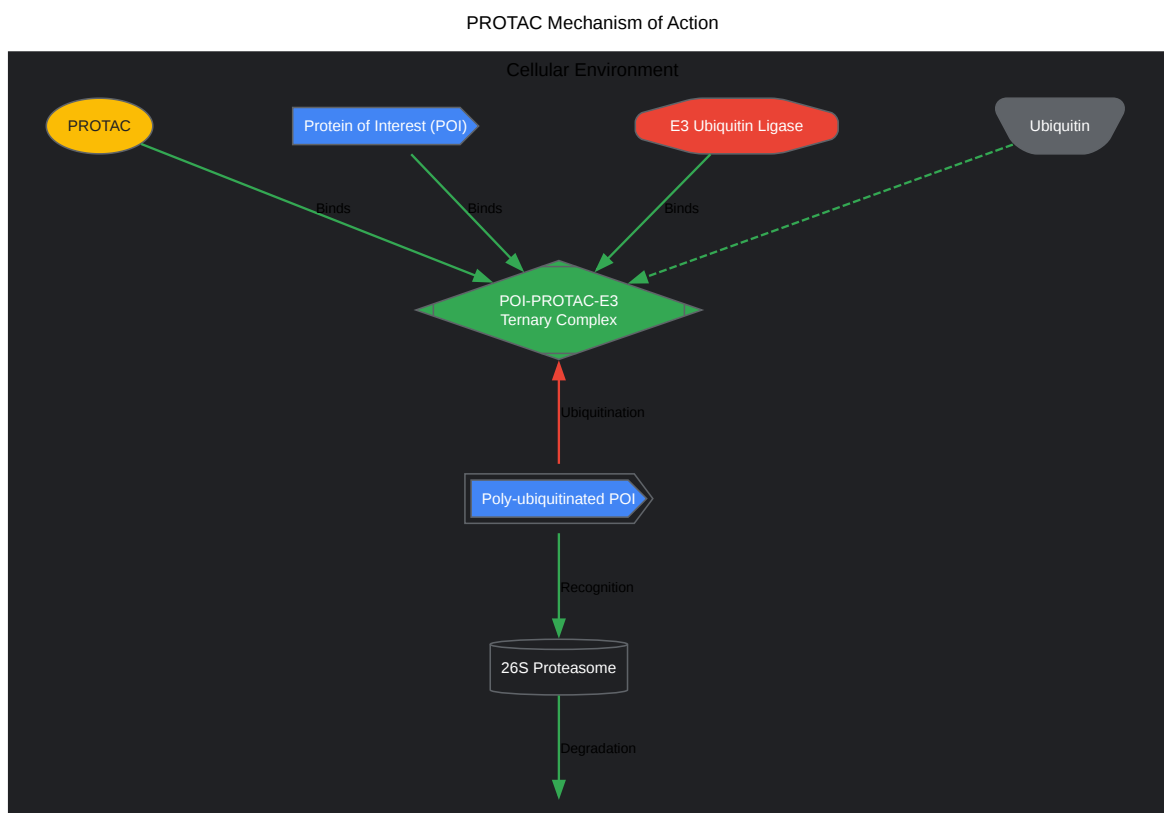 PROTAC Mechanism of Action
Cellular Environment
PROTAC
Protein of Interest (POI)
E3 Ubiquitin Ligase
Ubiquitin
Binds
Binds
Binds
POI-PROTAC-E3
Ternary Complex
Ubiquitination
Poly-ubiquitinated POI
Recognition
26S Proteasome
Degradation